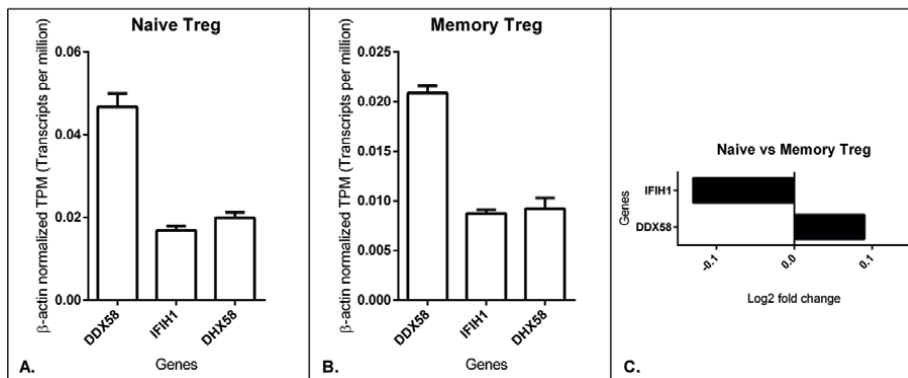 Naive Treg
β-actin normalized TPM (Transcripts per million)
0.06
0.04
0.02
0.00
DDX58
IFIH1
DHX58
Genes
A.
Memory Treg
β-actin normalized TPM (Transcripts per million)
0.025
0.020
0.015
0.010
0.005
0.000
DDX58
IFIH1
DHX58
Genes
B.
Naive vs Memory Treg
Genes
IFIH1
DDX58
-0.1
0.0
0.1
Log2 fold change
C.